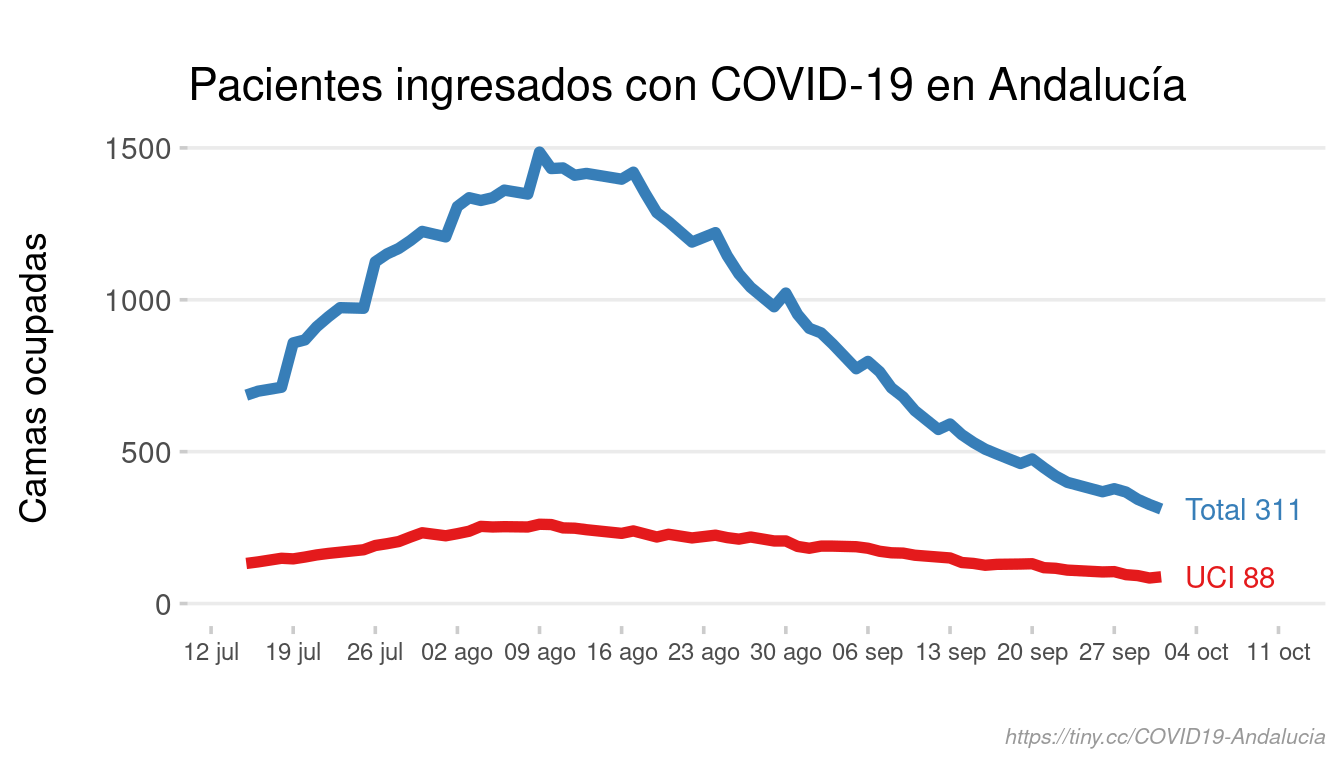 Pacientes ingresados con COVID-19 en Andalucía
Camas ocupadas
1500
1000
500
0
Total 311
UCI 88
12 jul 19 jul 26 jul 02 ago 09 ago 16 ago 23 ago 30 ago 06 sep 13 sep 20 sep 27 sep 04 oct 11 oct
https://tiny.cc/COVID19-Andalucia